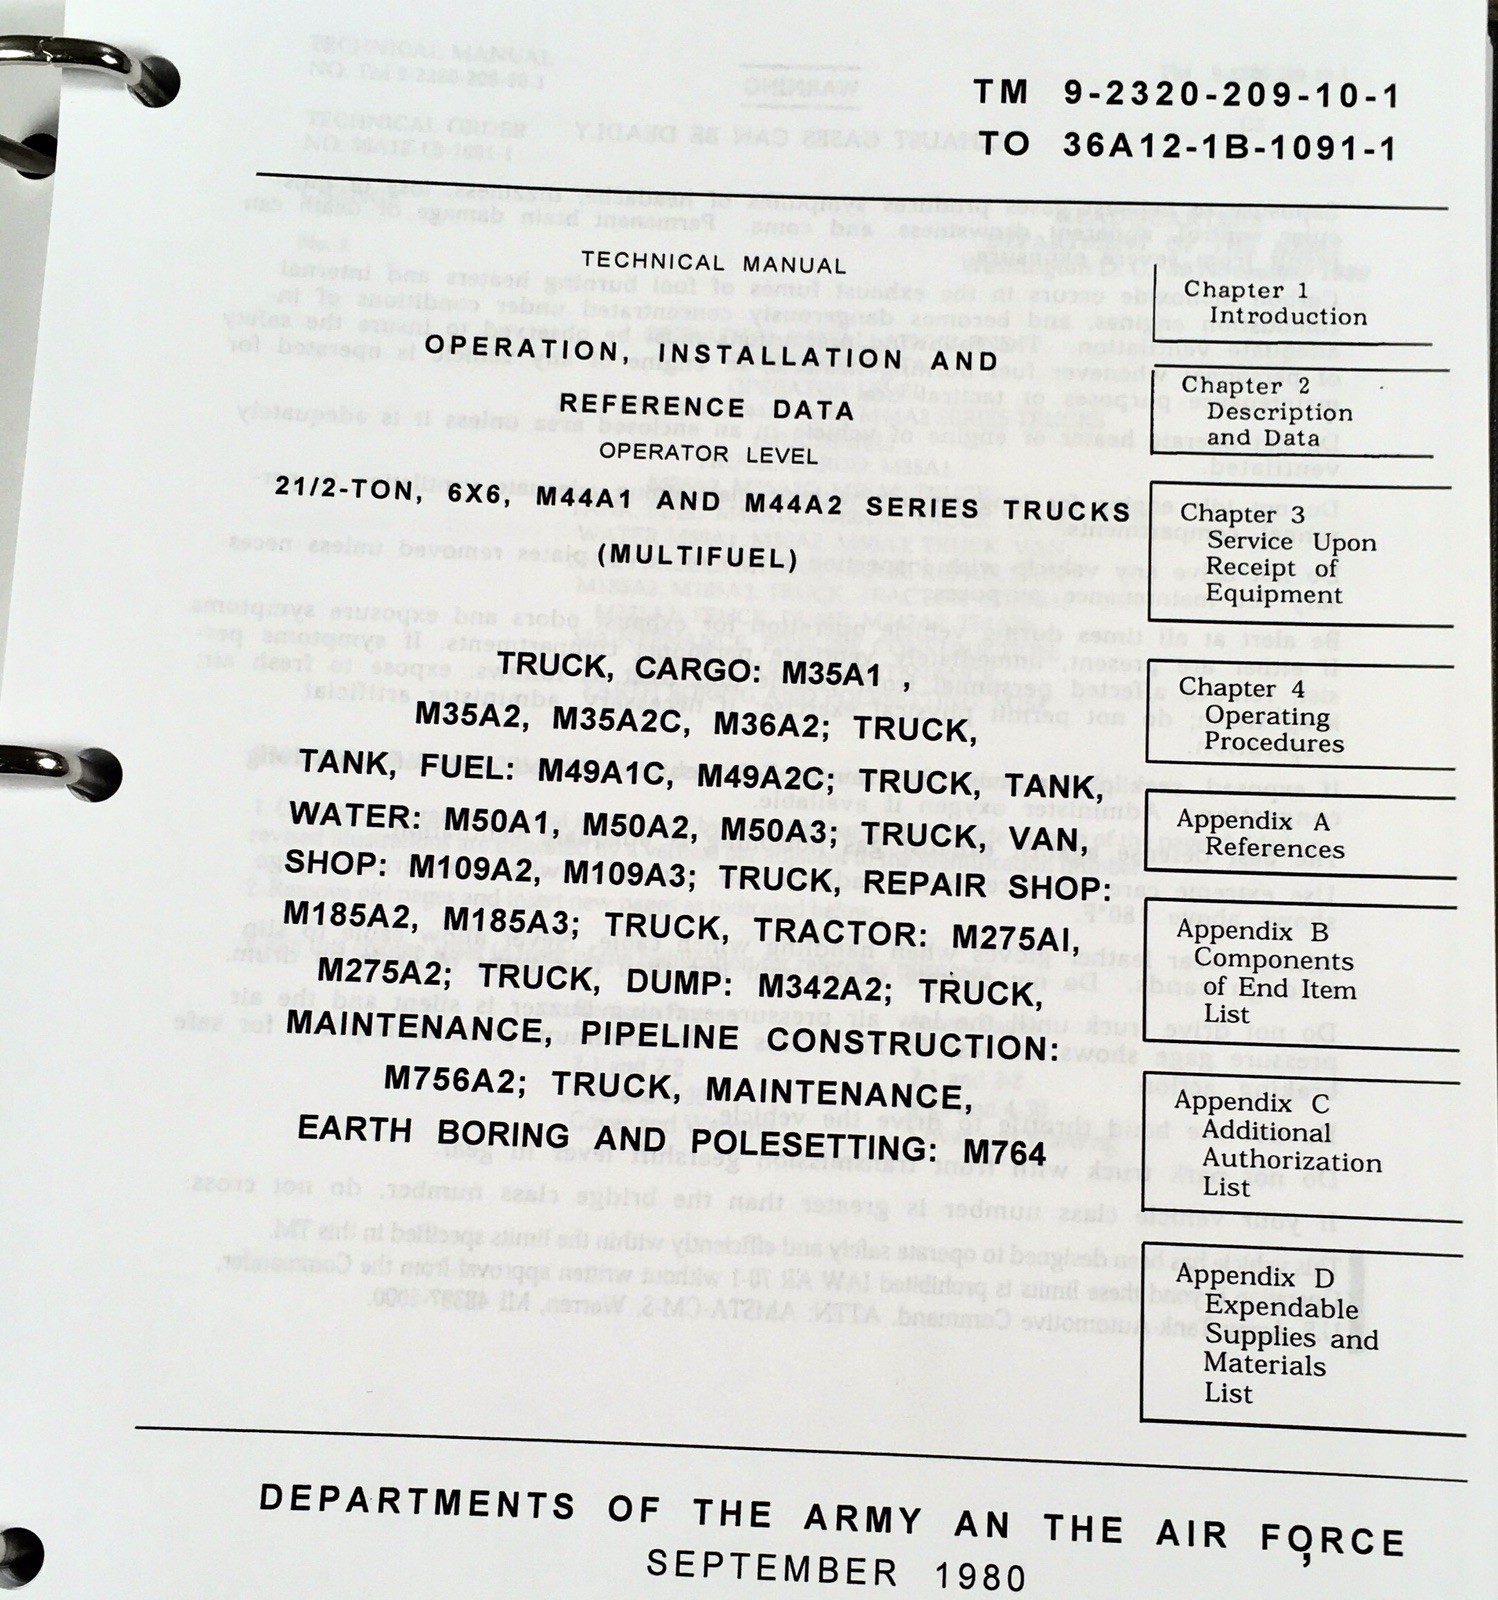 TM 9-2320-209-10-1
TO 36A12-1B-1091-1
TECHNICAL MANUAL
OPERATION, INSTALLATION AND
REFERENCE DATA
OPERATOR LEVEL
21/2-TON, 6X6, M44A1 AND M44A2 SERIES TRUCKS
(MULTIFUEL)
TRUCK, CARGO: M35A1 ,
M35A2, M35A2C, M36A2; TRUCK,
TANK, FUEL: M49A1C, M49A2C; TRUCK, TANK,
WATER: M50A1, M50A2, M50A3; TRUCK, VAN,
SHOP: M109A2, M109A3; TRUCK, REPAIR SHOP:
M185A2, M185A3; TRUCK, TRACTOR: M275AI,
M275A2; TRUCK, DUMP: M342A2; TRUCK,
MAINTENANCE, PIPELINE CONSTRUCTION:
M756A2; TRUCK, MAINTENANCE,
EARTH BORING AND POLESETTING: M764
Chapter 1
Introduction
Chapter 2
Description
and Data
Chapter 3
Service Upon
Receipt of
Equipment
Chapter 4
Operating
Procedures
Appendix A
References
Appendix B
Components
of End Item
List
Appendix C
Additional
Authorization
List
Appendix D
Expendable
Supplies and
Materials
List
DEPARTMENTS OF THE ARMY AN THE AIR FORCE
SEPTEMBER 1980